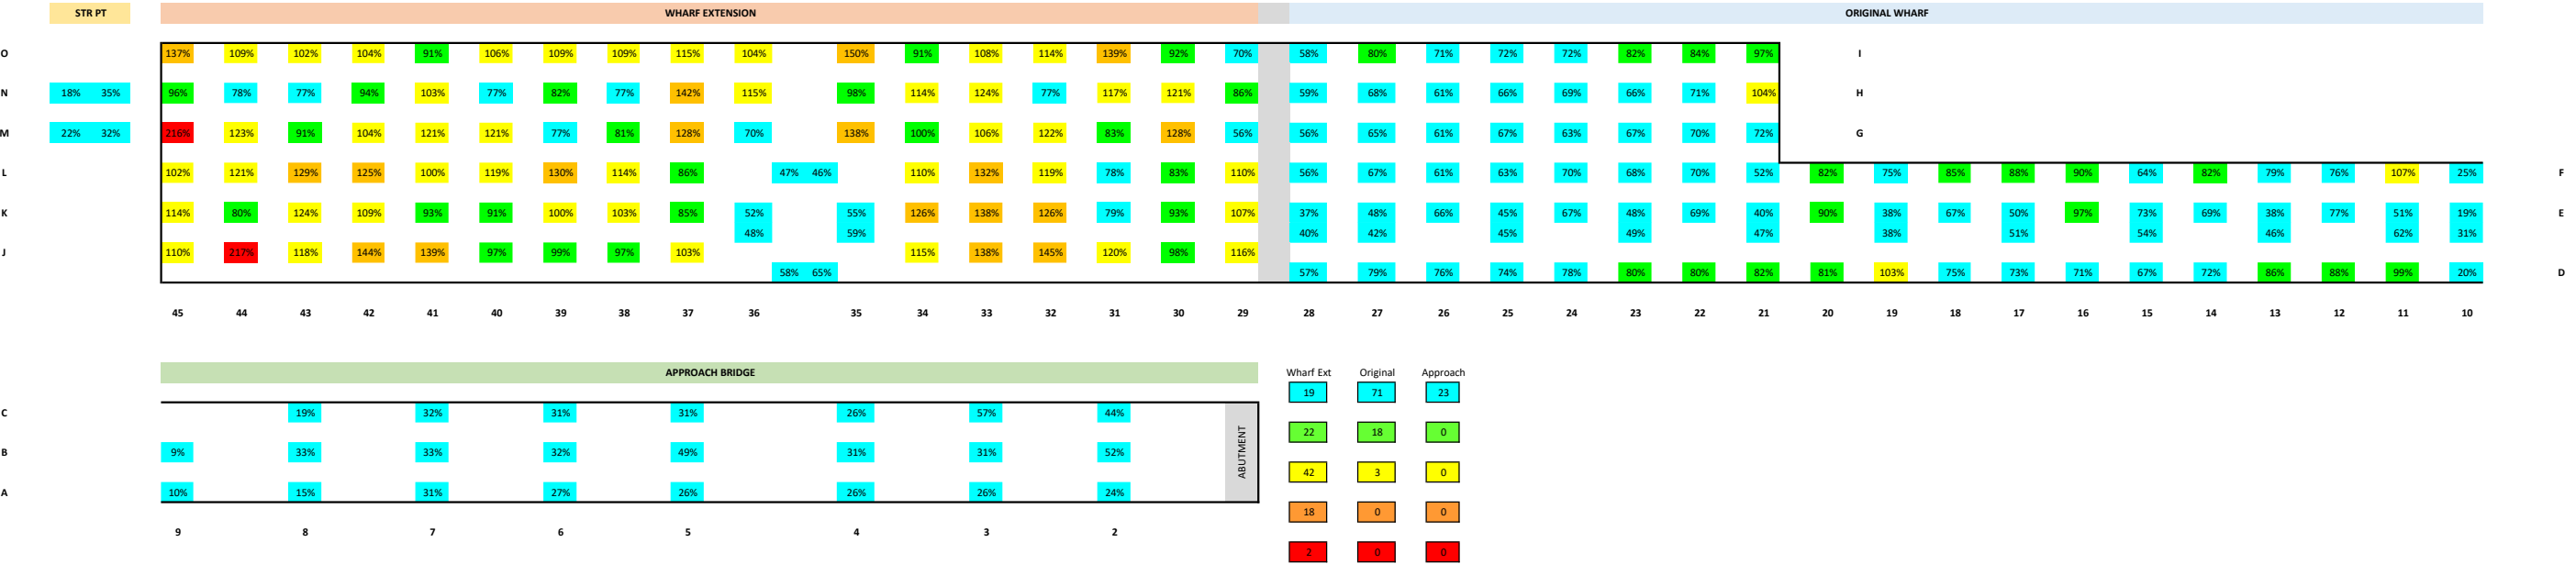 STR PT WHARF EXTENSION ORIGINAL WHARF
O 137% 109% 102% 104% 91% 106% 109% 109% 115% 104% 150% 91% 108% 114% 139% 92% 70% 58% 80% 71% 72% 72% 82% 84% 97% I
N 18% 35% 96% 78% 77% 94% 103% 77% 82% 77% 142% 115% 98% 114% 124% 77% 117% 121% 86% 59% 68% 61% 66% 69% 66% 71% 104% H
M 22% 32% 216% 123% 91% 104% 121% 121% 77% 81% 128% 70% 138% 100% 106% 122% 83% 128% 56% 56% 65% 61% 67% 63% 67% 70% 72% G
L 102% 121% 129% 125% 100% 119% 130% 114% 86% 47% 46% 110% 132% 119% 78% 83% 110% 56% 67% 61% 63% 70% 68% 70% 52% 82% 75% 85% 88% 90% 64% 82% 79% 76% 107% 25% F
K 114% 80% 124% 109% 93% 91% 100% 103% 85% 52% 55% 126% 138% 126% 79% 93% 107% 37% 48% 66% 45% 67% 48% 69% 40% 90% 38% 67% 50% 97% 73% 69% 38% 77% 51% 19% E
48% 59% 40% 42% 45% 49% 47% 38% 51% 54% 46% 62% 31%
J 110% 217% 118% 144% 139% 97% 99% 97% 103% 115% 138% 145% 120% 98% 116%
58% 65% 57% 79% 76% 74% 78% 80% 80% 82% 81% 103% 75% 73% 71% 67% 72% 86% 88% 99% 20% D
45 44 43 42 41 40 39 38 37 36 35 34 33 32 31 30 29 28 27 26 25 24 23 22 21 20 19 18 17 16 15 14 13 12 11 10
APPROACH BRIDGE Wharf Ext Original Approach
19 71 23
C 19% 32% 31% 31% 26% 57% 44%
22 18 0
B 9% 33% 33% 32% 49% 31% 31% 52% ABUTMENT
42 3 0
A 10% 15% 31% 27% 26% 26% 26% 24%
18 0 0
9 8 7 6 5 4 3 2
2 0 0